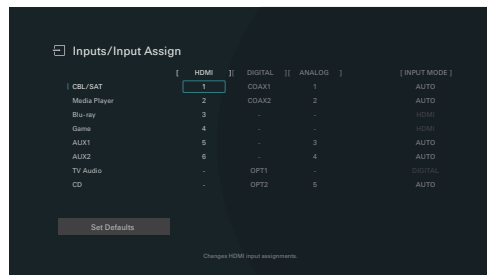 Inputs/Input Assign
[ HDMI ][ DIGITAL ][ ANALOG ] [ INPUT MODE ]
CBL/SAT 1 COAX1 1 AUTO
Media Player 2 COAX2 2 AUTO
Blu-ray 3 - - HDMI
Game 4 - - HDMI
AUX1 5 - 3 AUTO
AUX2 6 - 4 AUTO
TV Audio - OPT1 - DIGITAL
CD - OPT2 5 AUTO
Set Defaults
Changes HDMI input assignments.